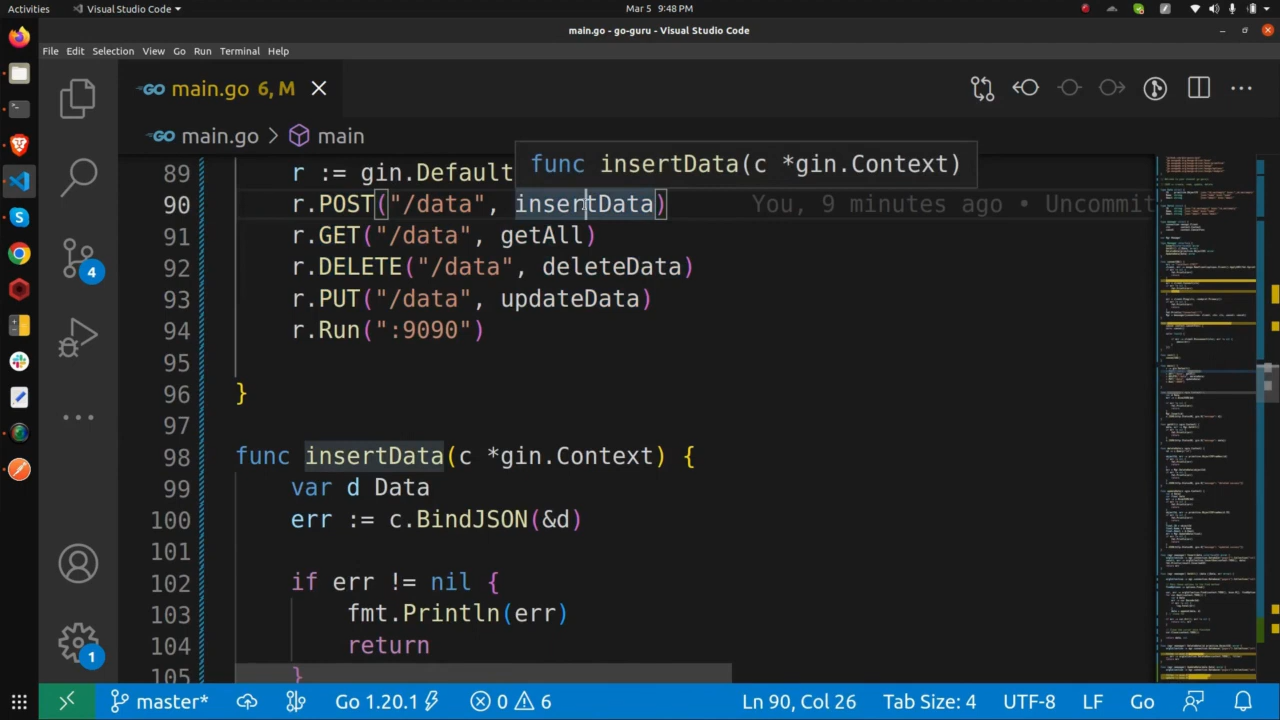 Activities
Visual Studio Code
Mar 5 9:48 PM
main.go - go-guru - Visual Studio Code
File Edit Selection View Go Run Terminal Help
GO main.go 6, M
GO main.go > main
func insertData(c *gin.Context)
89 r := gin.Default
90 r.POST("/data", insertData) You, 9 minutes ago • Uncommit
91 r.GET("/data", getAll)
92 r.DELETE("/data", deleteData)
93 r.PUT("/data", updateData)
94 r.Run(":9090")
95
96 }
97
98 func insertData(c *gin.Context) {
99 var d Data
100 err := c.BindJSON(&d)
101
102 if err != nil {
103 fmt.Println(err)
104 return
105 }
4
1
master* Go 1.20.1 0 6 Ln 90, Col 26 Tab Size: 4 UTF-8 LF Go